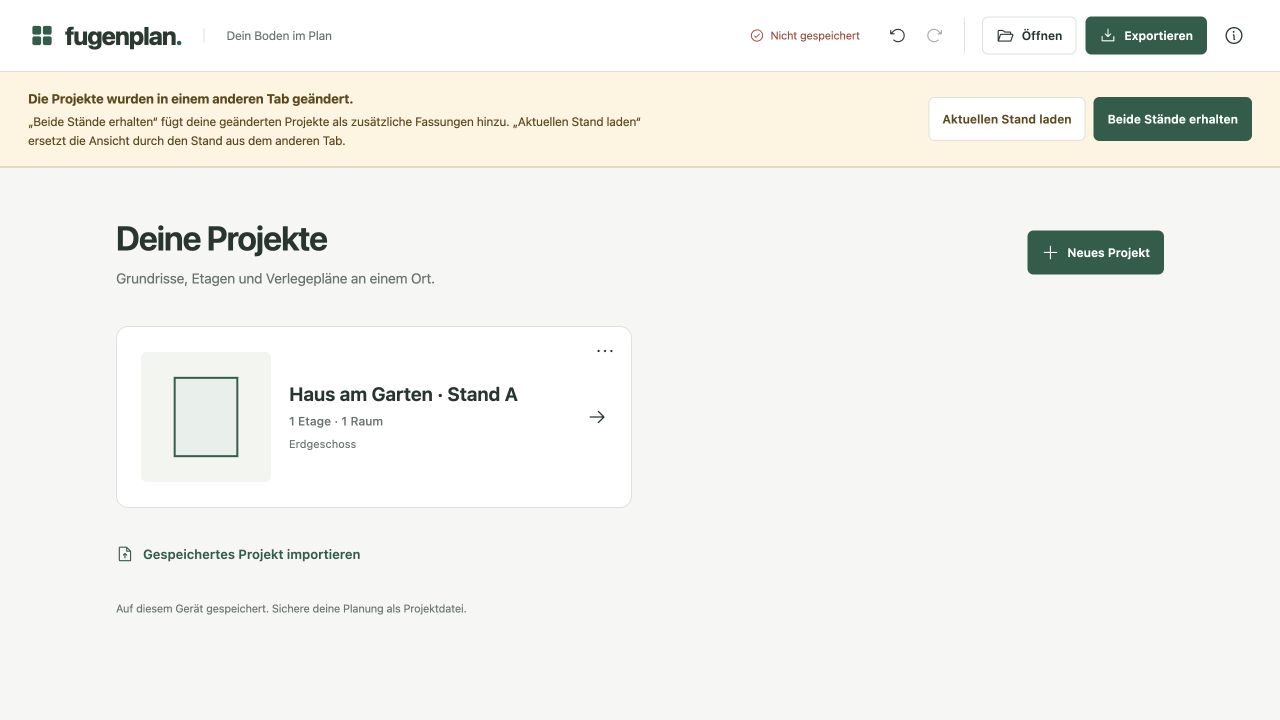 fugenplan.
Dein Boden im Plan
Nicht gespeichert
Öffnen
Exportieren
Die Projekte wurden in einem anderen Tab geändert.
„Beide Stände erhalten“ fügt deine geänderten Projekte als zusätzliche Fassungen hinzu. „Aktuellen Stand laden“
ersetzt die Ansicht durch den Stand aus dem anderen Tab.
Aktuellen Stand laden
Beide Stände erhalten
Deine Projekte
Grundrisse, Etagen und Verlegepläne an einem Ort.
Neues Projekt
Haus am Garten · Stand A
1 Etage · 1 Raum
Erdgeschoss
Gespeichertes Projekt importieren
Auf diesem Gerät gespeichert. Sichere deine Planung als Projektdatei.